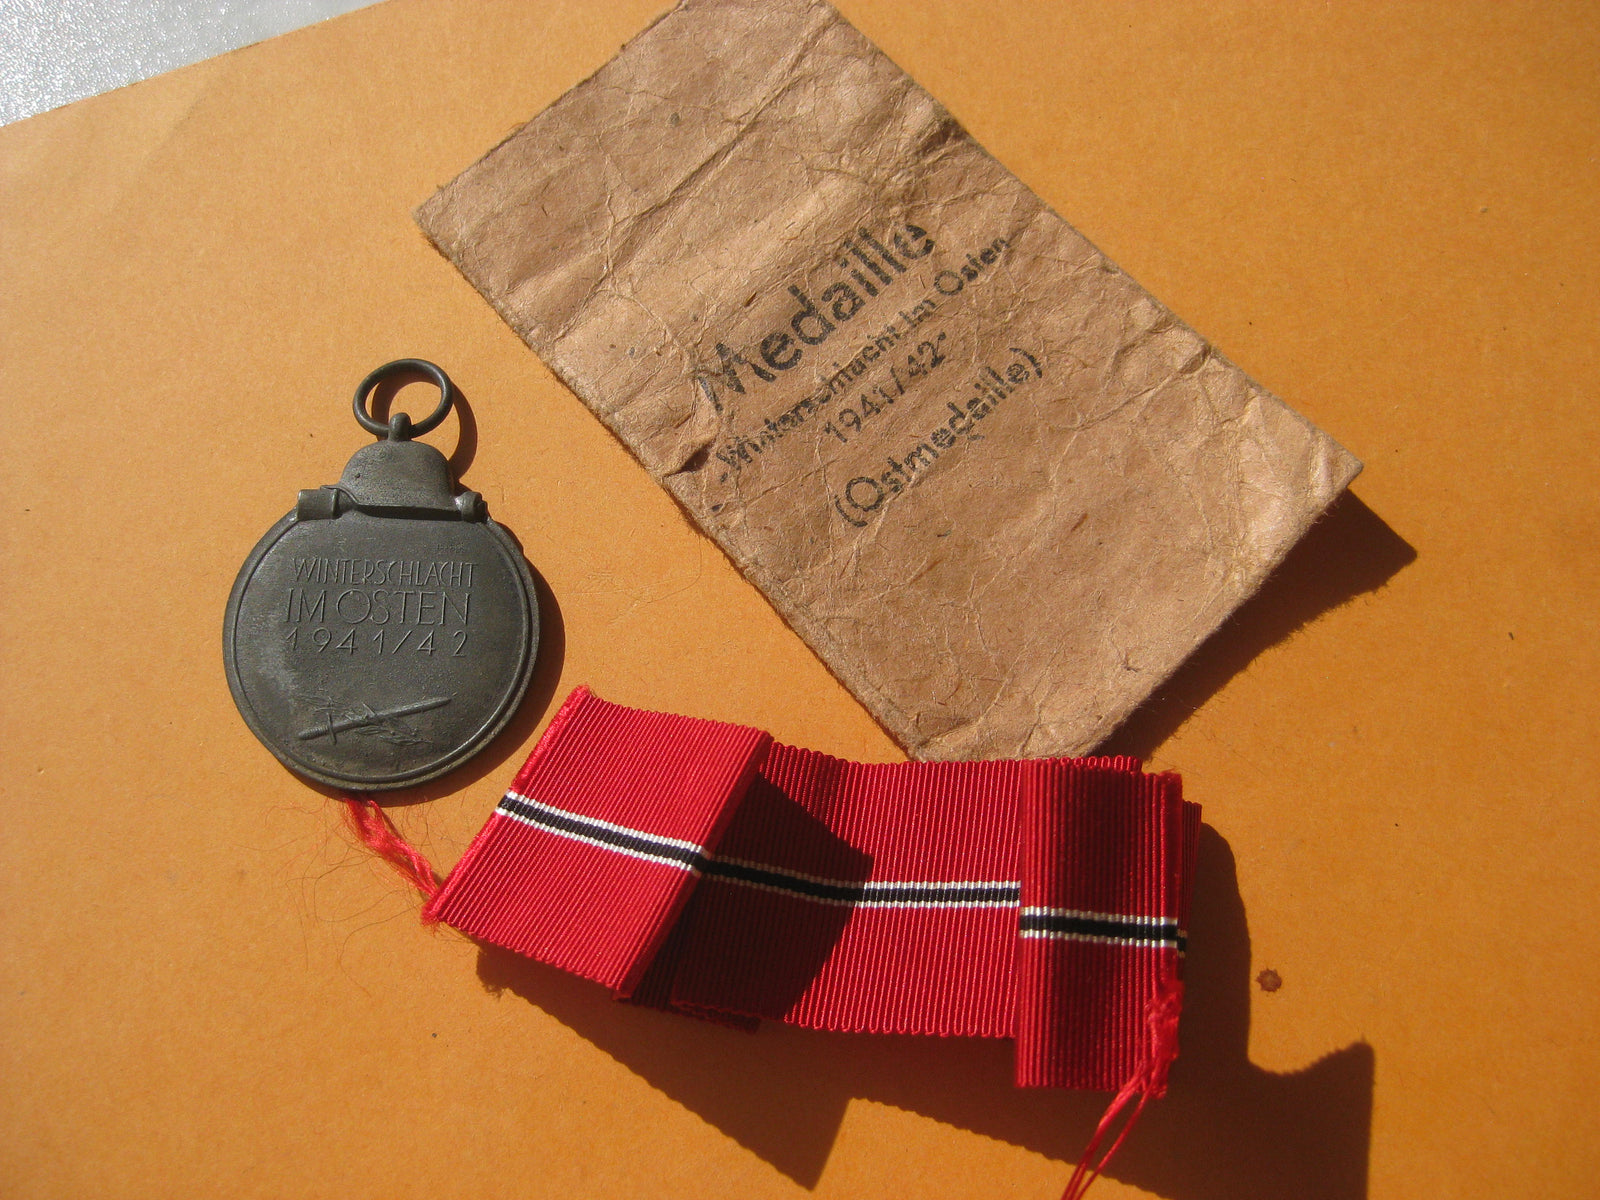 WINTERSCHLACHT
IM OSTEN
1941/42
Medaille
„Winterschlacht im Osten
1941/42“
(Ostmedaille)